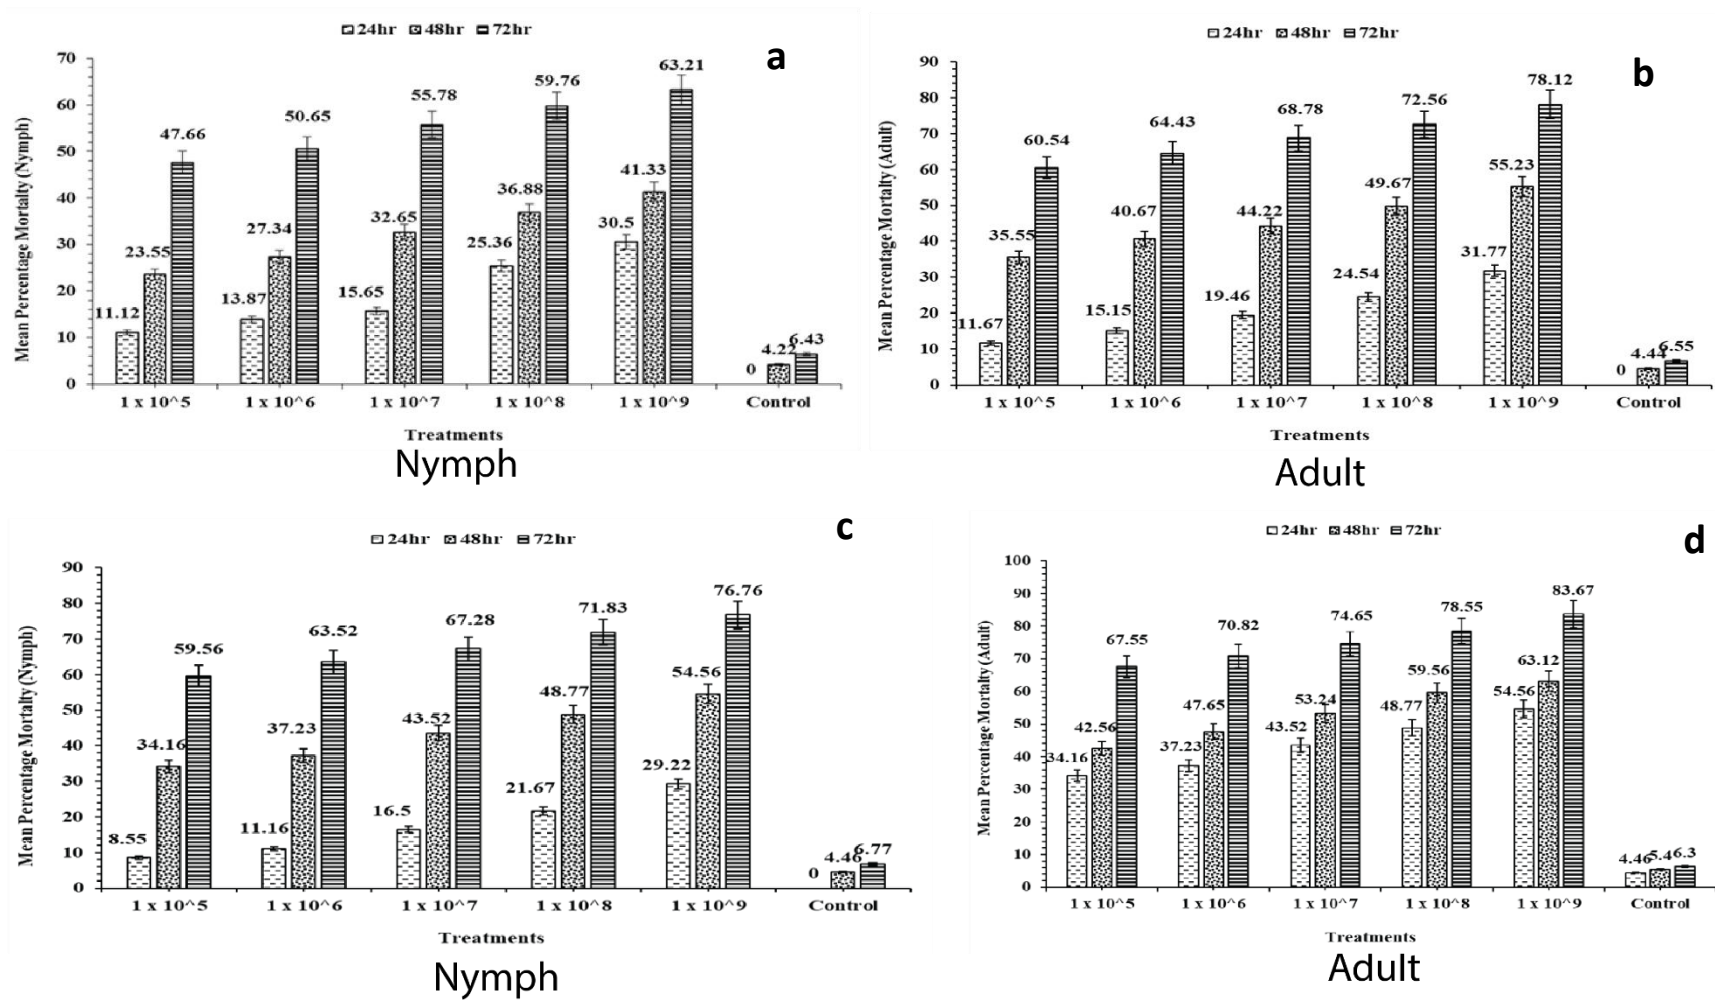 24hr 48hr 72hr
a
Mean Percentage Mortalty (Nymph)
70
60
50
40
30
20
10
0
11.12 23.55 47.66
13.87 27.34 50.65
15.65 32.65 55.78
25.36 36.88 59.76
30.5 41.33 63.21
0 4.22 6.43
1 x 10^5 1 x 10^6 1 x 10^7 1 x 10^8 1 x 10^9 Control
Treatments
Nymph
24hr 48hr 72hr
b
Mean Percentage Mortalty (Adult)
90
80
70
60
50
40
30
20
10
0
11.67 35.55 60.54
15.15 40.67 64.43
19.46 44.22 68.78
24.54 49.67 72.56
31.77 55.23 78.12
0 4.44 6.55
1 x 10^5 1 x 10^6 1 x 10^7 1 x 10^8 1 x 10^9 Control
Treatments
Adult
24hr 48hr 72hr
c
Mean Percentage Mortalty (Nymph)
90
80
70
60
50
40
30
20
10
0
8.55 34.16 59.56
11.16 37.23 63.52
16.5 43.52 67.28
21.67 48.77 71.83
29.22 54.56 76.76
0 4.46 6.77
1 x 10^5 1 x 10^6 1 x 10^7 1 x 10^8 1 x 10^9 Control
Treatments
Nymph
24hr 48hr 72hr
d
Mean Percentage Mortalty (Adult)
100
90
80
70
60
50
40
30
20
10
0
34.16 42.56 67.55
37.23 47.65 70.82
43.52 53.24 74.65
48.77 59.56 78.55
54.56 63.12 83.67
4.46 5.4 6.3
1 x 10^5 1 x 10^6 1 x 10^7 1 x 10^8 1 x 10^9 Control
Treatments
Adult